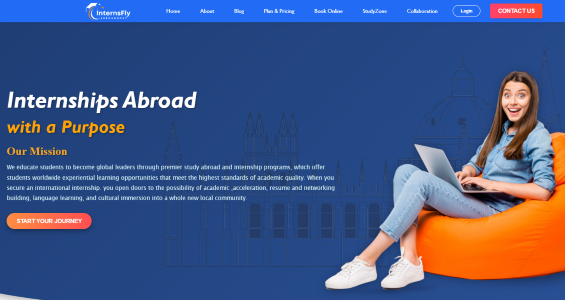 InternsFly
Home About Blog Plan & Pricing Book Online StudyZone Collaboration Login CONTACT US
Internships Abroad
with a Purpose
Our Mission
We educate students to become global leaders through premier study abroad and internship programs, which offer
students worldwide experiential learning opportunities that meet the highest standards of academic quality. When you
secure an international internship. you open doors to the possibility of academic ,acceleration, resume and networking
building, language learning, and cultural immersion into a whole new local community.
START YOUR JOURNEY